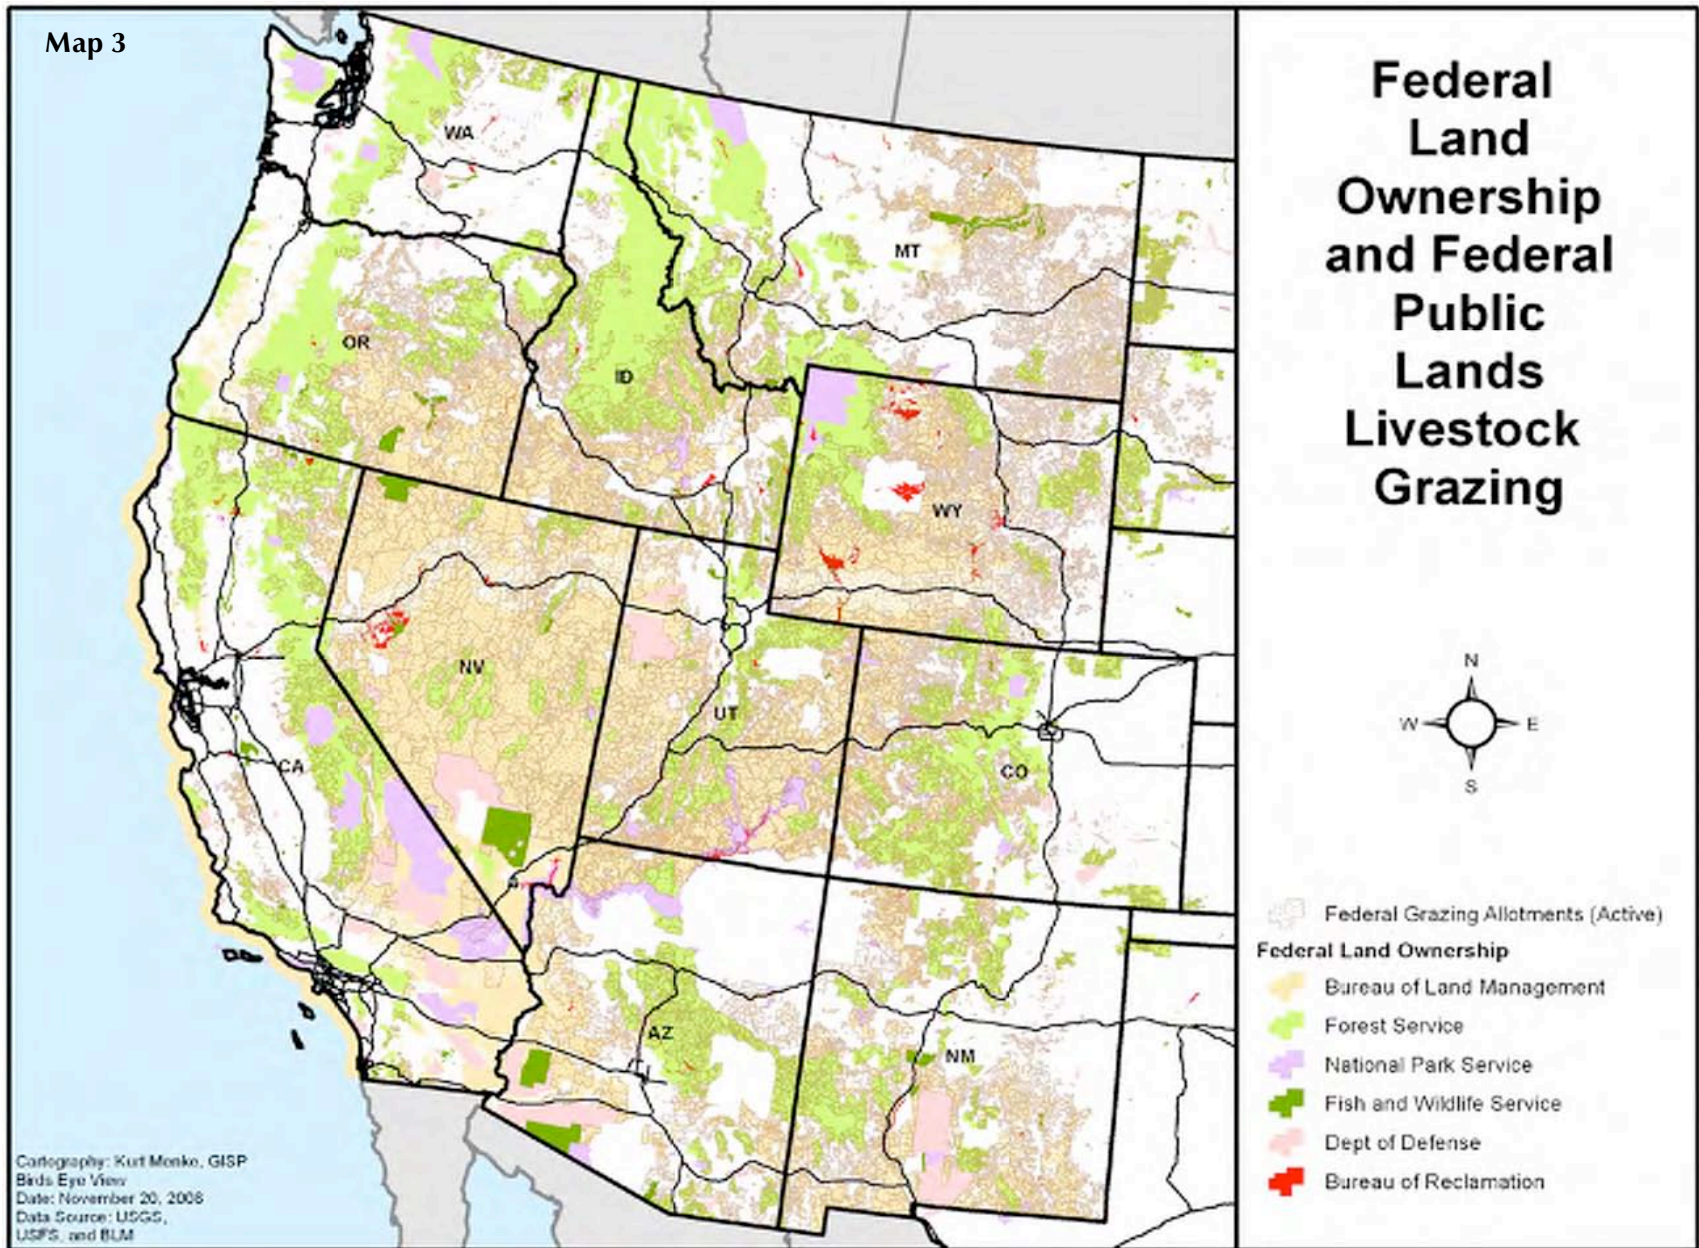 Map 3
Federal
Land
Ownership
and Federal
Public
Lands
Livestock
Grazing
WA
MT
OR
ID
WY
NV
UT
CO
CA
AZ
NM
N
W E
S
Federal Grazing Allotments (Active)
Federal Land Ownership
Bureau of Land Management
Forest Service
National Park Service
Fish and Wildlife Service
Dept of Defense
Bureau of Reclamation
Cartography: Kurt Menke, GISP
Birds Eye View
Date: November 20, 2008
Data Source: USGS,
USFS, and BLM